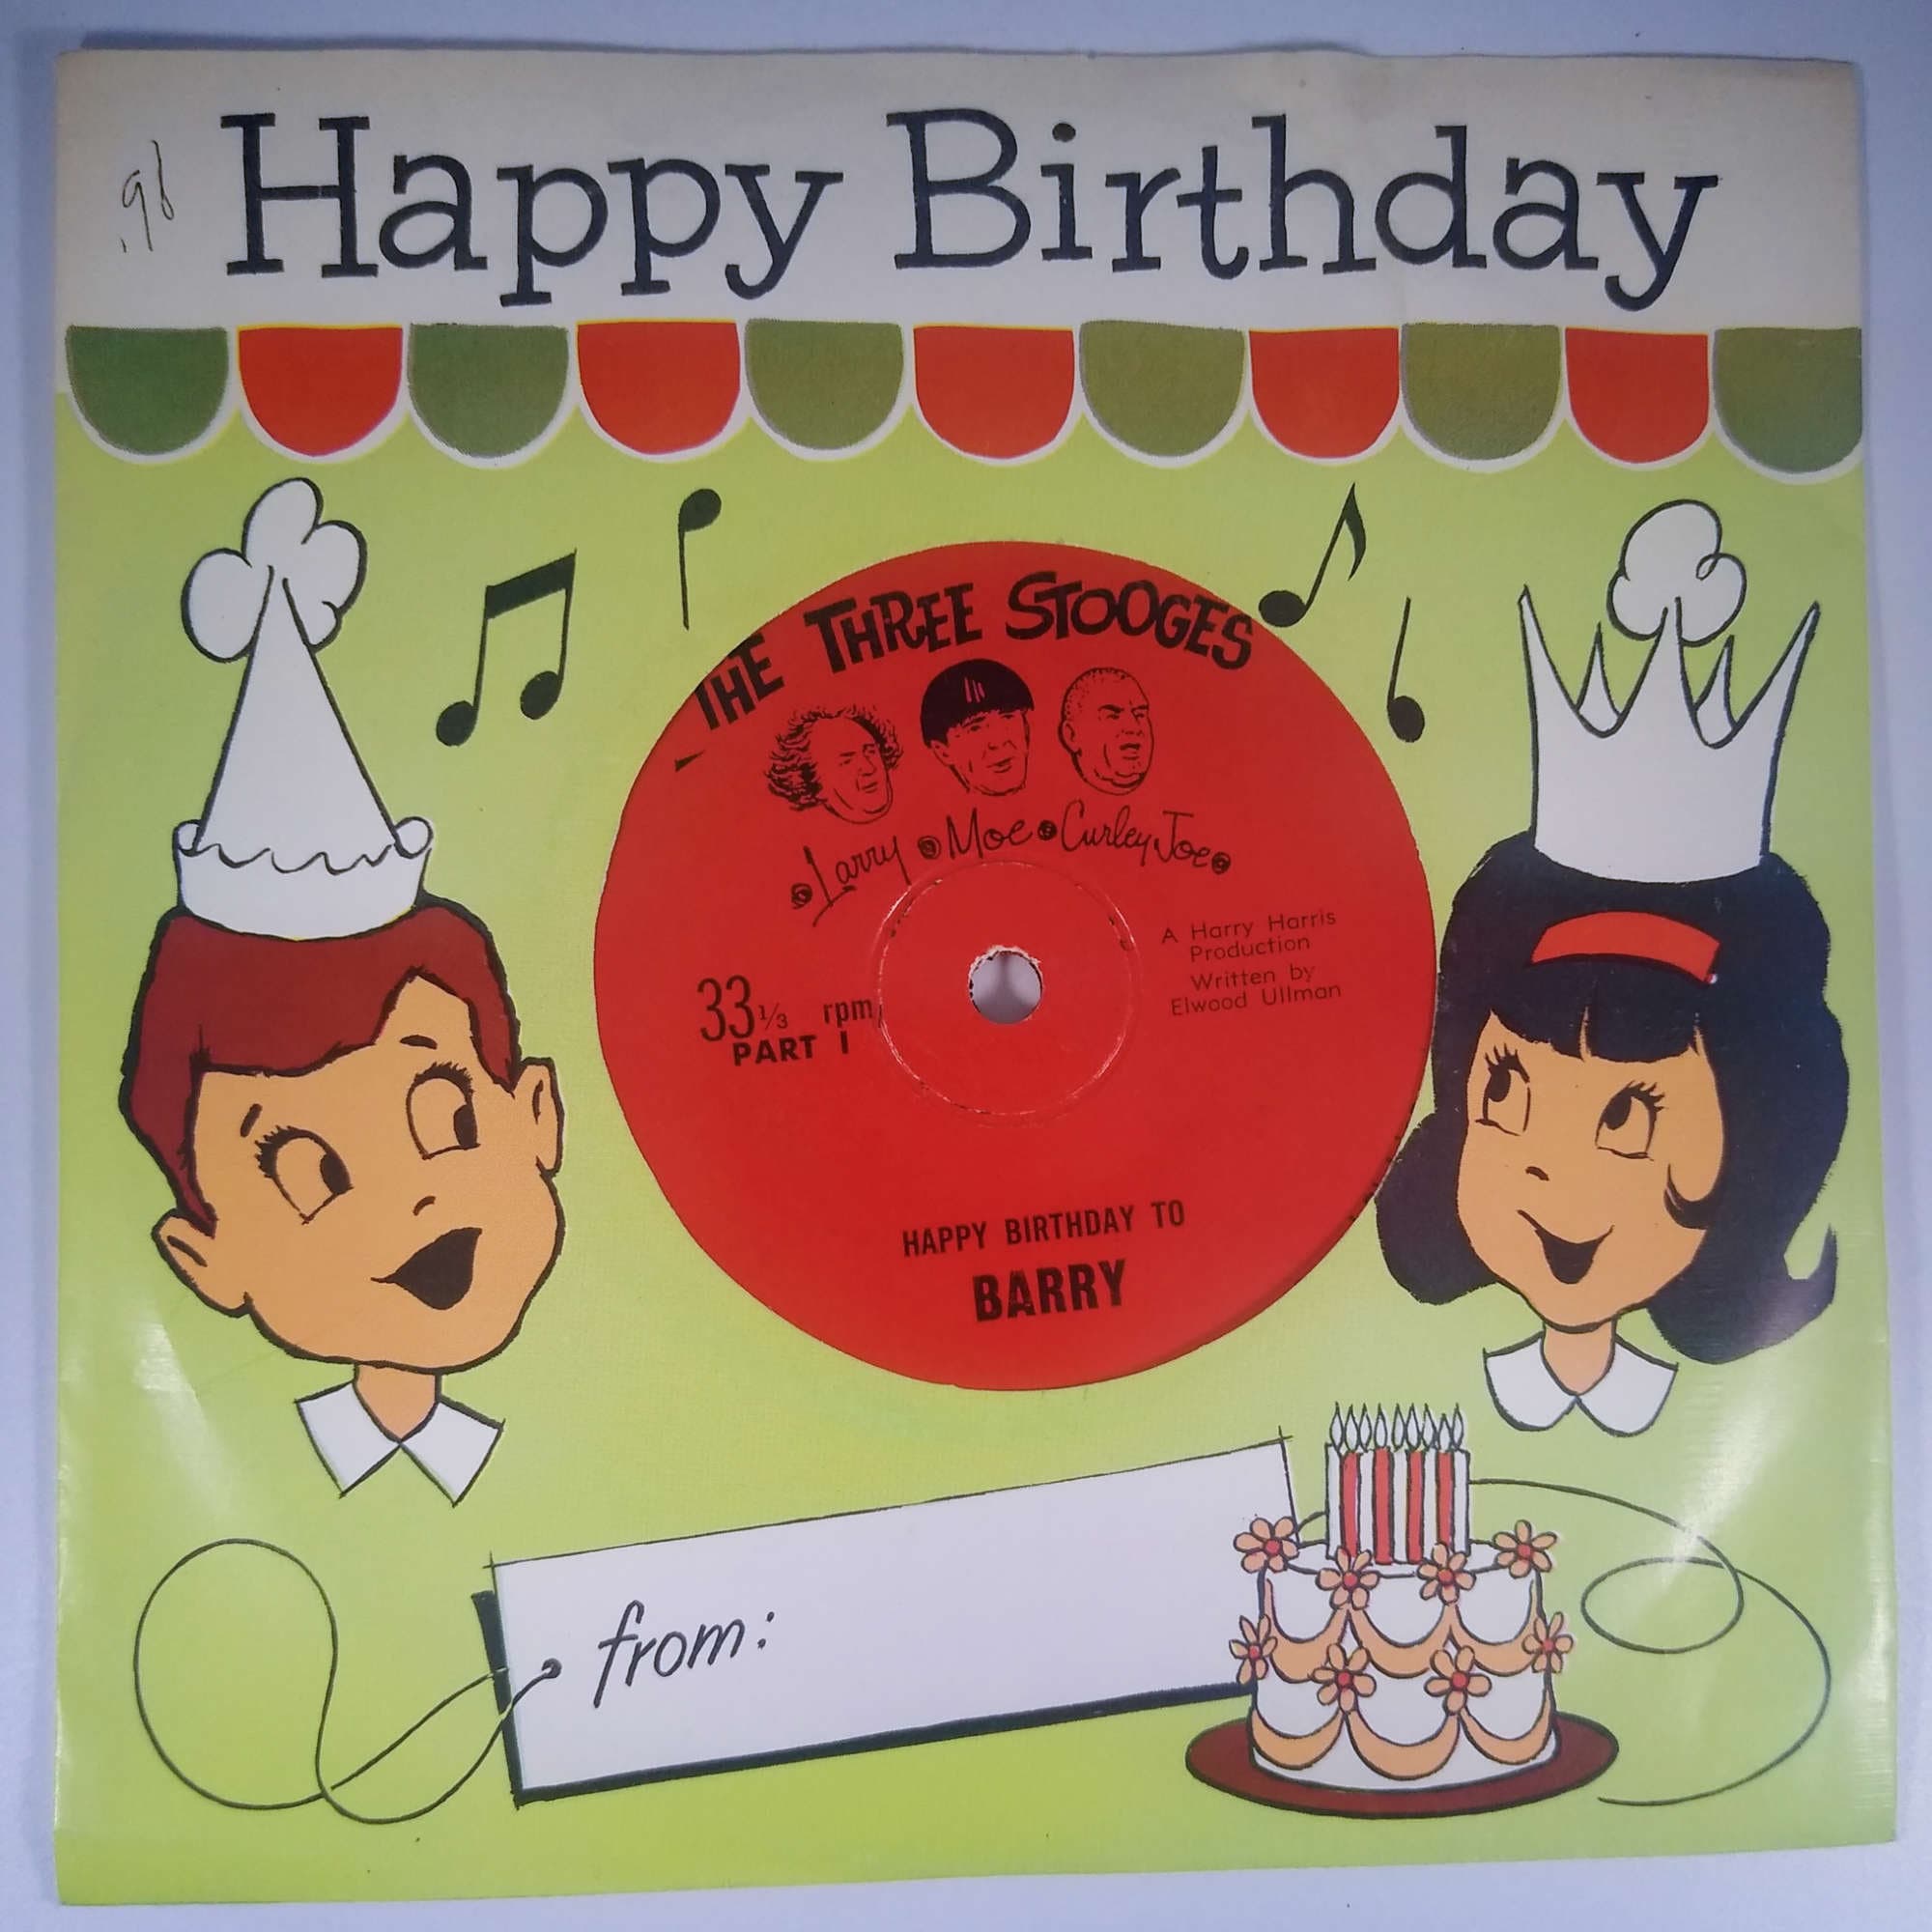 .98
Happy Birthday
THE THREE STOOGES
Larry • Moe • Curley Joe
A Harry Harris
Production
Written by
Elwood Ullman
33 1/3 rpm
PART I
HAPPY BIRTHDAY TO
BARRY
from: